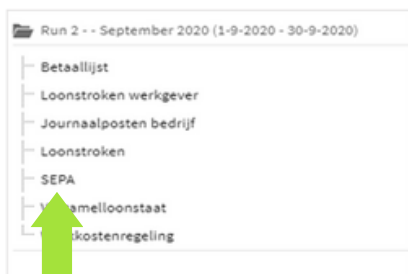 Run 2 - - September 2020 (1-9-2020 - 30-9-2020)
Betaallijst
Loonstroken werkgever
Journaalposten bedrijf
Loonstroken
SEPA